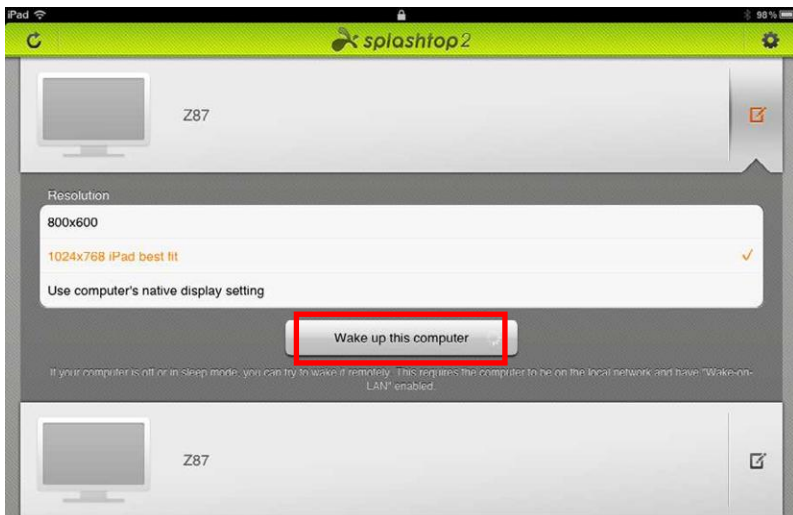 iPad 98%
splashtop2
Z87
Resolution
800x600
1024x768 iPad best fit
Use computer's native display setting
Wake up this computer
If your computer is off or in sleep mode, you can try to wake it remotely. This requires the computer to be on the local network and have "Wake-on-
LAN" enabled.
Z87